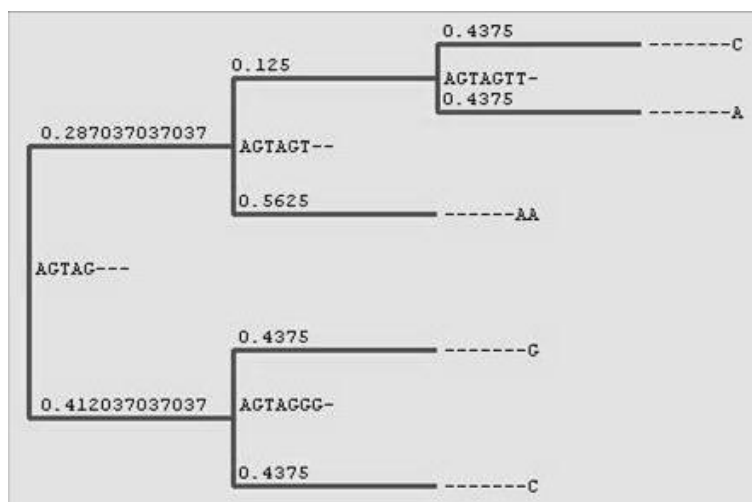 0.4375
-------C
0.125
AGTAGTT-
0.4375
-------A
0.287037037037
AGTAGT--
0.5625
------AA
AGTAG---
0.4375
-------G
0.412037037037
AGTAGGG-
0.4375
-------C